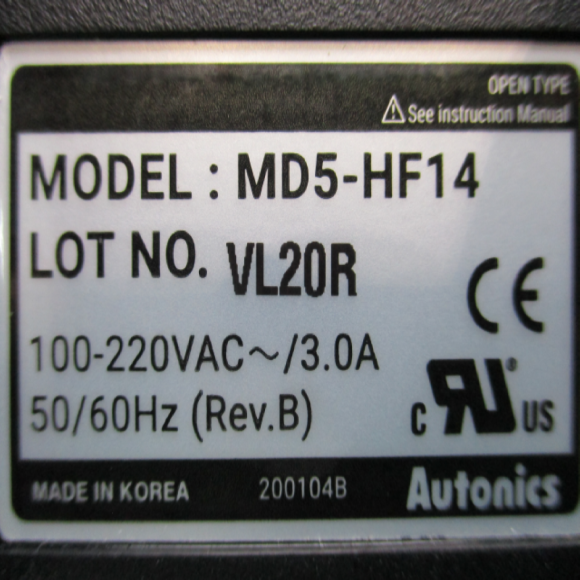 OPEN TYPE
⚠ See instruction Manual
MODEL : MD5-HF14
LOT NO. VL20R
CE
100-220VAC～/3.0A
50/60Hz (Rev.B)
c RU® US
MADE IN KOREA 200104B Autonics